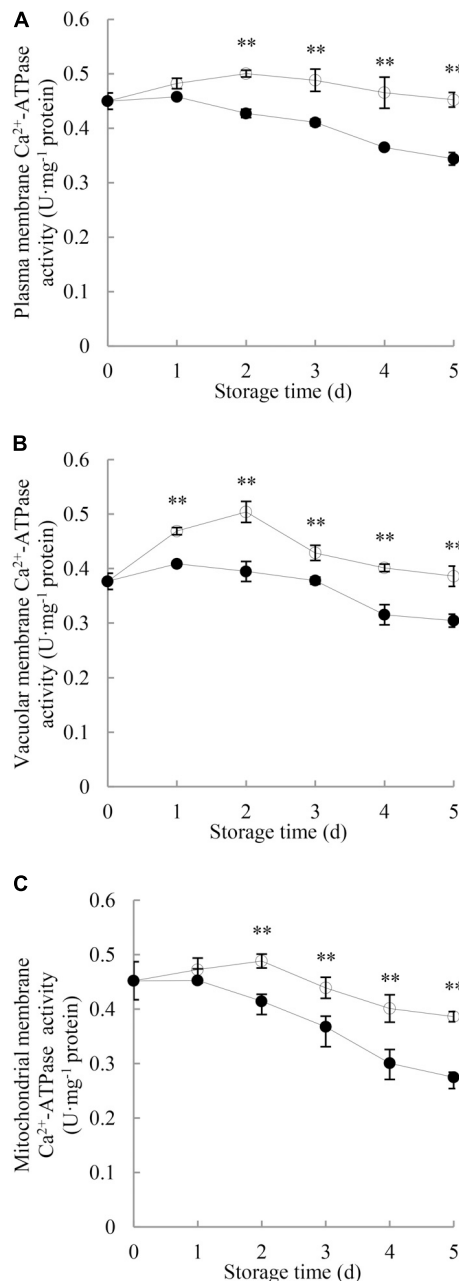 A
Plasma membrane Ca²⁺-ATPase
activity (U·mg⁻¹ protein)
0.6
0.5
0.4
0.3
0.2
0.1
0
** ** ** **
0 1 2 3 4 5
Storage time (d)
B
Vacuolar membrane Ca²⁺-ATPase
activity (U·mg⁻¹ protein)
0.6
0.5
0.4
0.3
0.2
0.1
0
** ** ** ** **
0 1 2 3 4 5
Storage time (d)
C
Mitochondrial membrane
Ca²⁺-ATPase activity
(U·mg⁻¹ protein)
0.6
0.5
0.4
0.3
0.2
0.1
0
** ** ** **
0 1 2 3 4 5
Storage time (d)